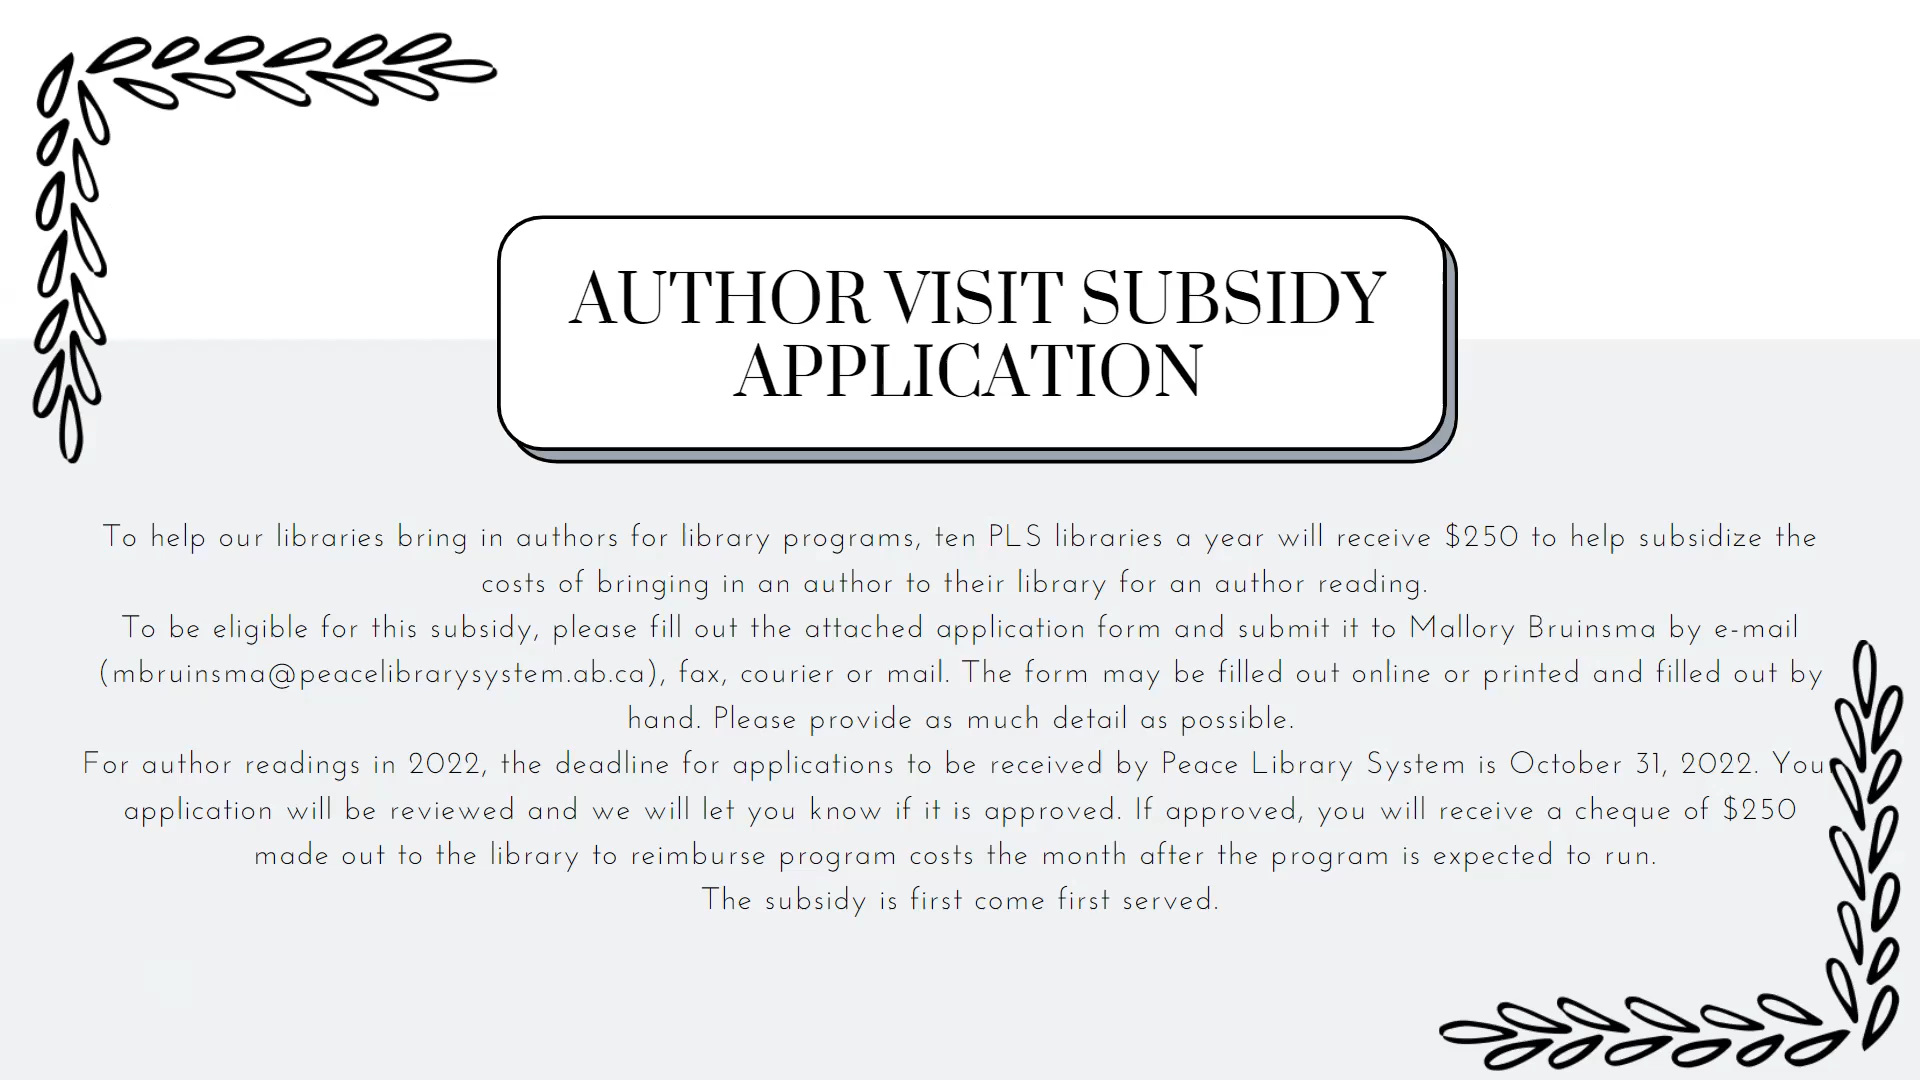 AUTHOR VISIT SUBSIDY
APPLICATION
To help our libraries bring in authors for library programs, ten PLS libraries a year will receive $250 to help subsidize the
costs of bringing in an author to their library for an author reading.
To be eligible for this subsidy, please fill out the attached application form and submit it to Mallory Bruinsma by e-mail
(mbruinsma@peacelibrarysystem.ab.ca), fax, courier or mail. The form may be filled out online or printed and filled out by
hand. Please provide as much detail as possible.
For author readings in 2022, the deadline for applications to be received by Peace Library System is October 31, 2022. Your
application will be reviewed and we will let you know if it is approved. If approved, you will receive a cheque of $250
made out to the library to reimburse program costs the month after the program is expected to run.
The subsidy is first come first served.